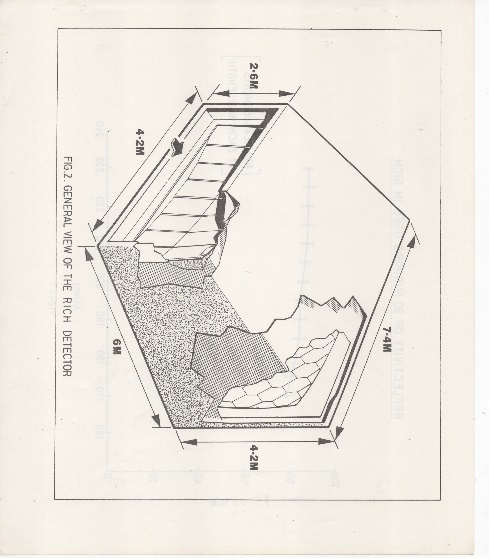 2·6M
4·2M
7·4M
6M
4·2M
FIG.2. GENERAL VIEW OF THE RICH DETECTOR